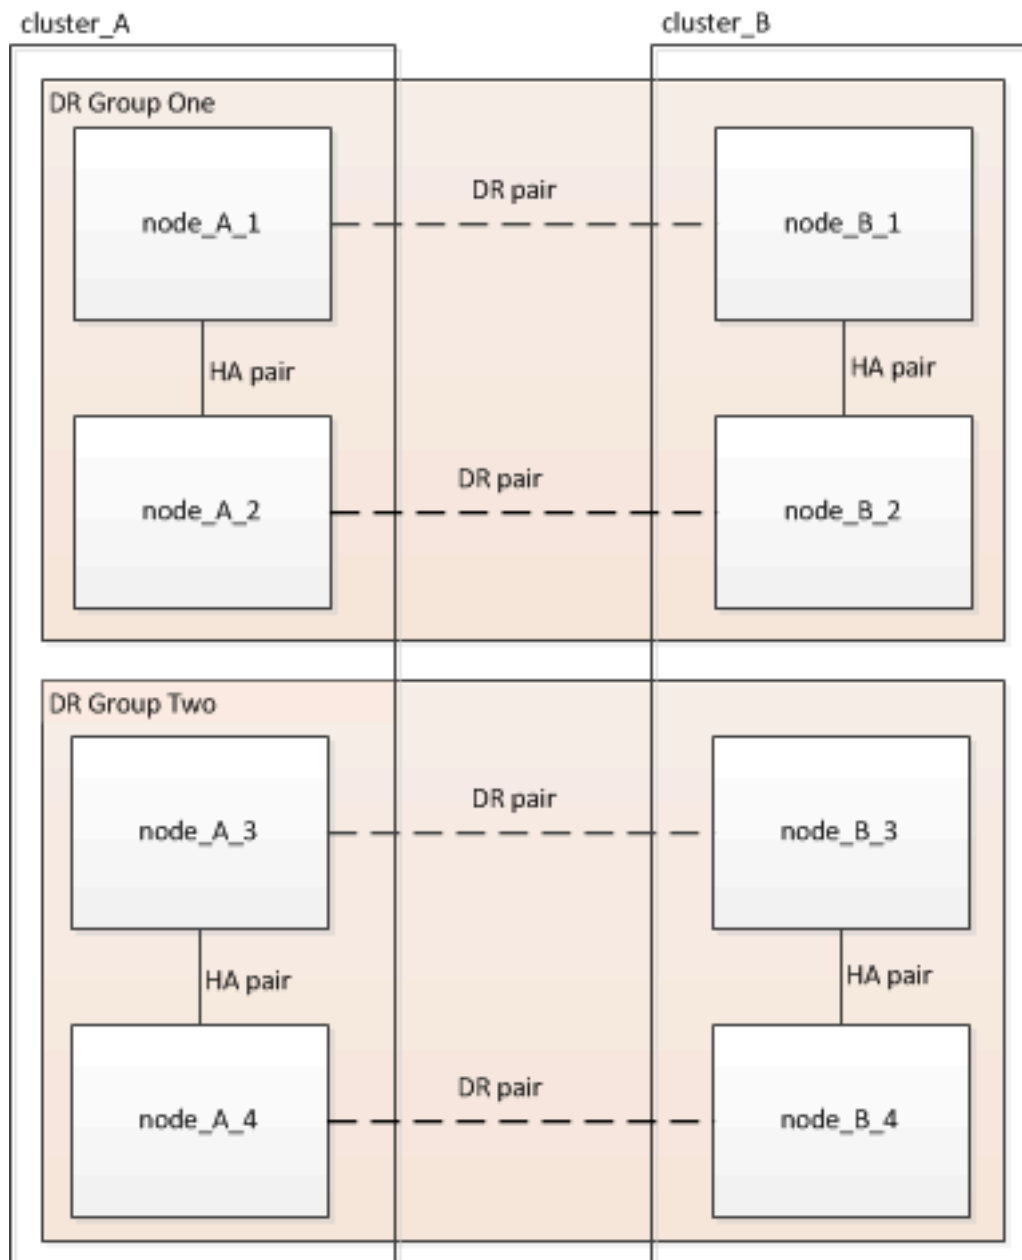 cluster_A
cluster_B
DR Group One
DR pair
node_A_1
node_B_1
HA pair
HA pair
DR pair
node_A_2
node_B_2
DR Group Two
DR pair
node_A_3
node_B_3
HA pair
HA pair
DR pair
node_A_4
node_B_4